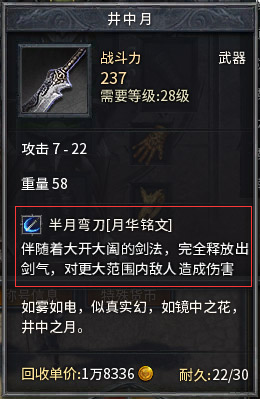 井中月
战斗力 武器
237
需要等级:28级
攻击 7 - 22
重量 58
半月弯刀[月华铭文]
伴随着大开大阖的剑法，完全释放出
剑气，对更大范围内敌人造成伤害
如雾如电，似真实幻，如镜中之花，
井中之月。
回收单价:1万8336 耐久:22/30